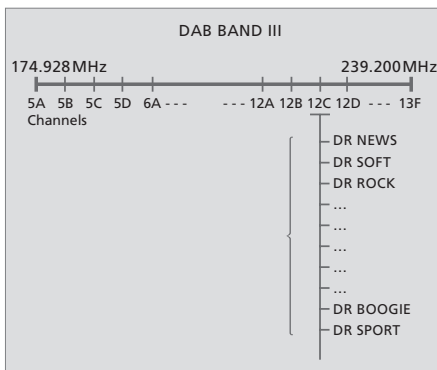 DAB BAND III
174.928MHz 239.200MHz
5A 5B 5C 5D 6A - - - - - - 12A 12B 12C 12D - - - 13F
Channels
DR NEWS
DR SOFT
DR ROCK
...
...
...
...
...
DR BOOGIE
DR SPORT